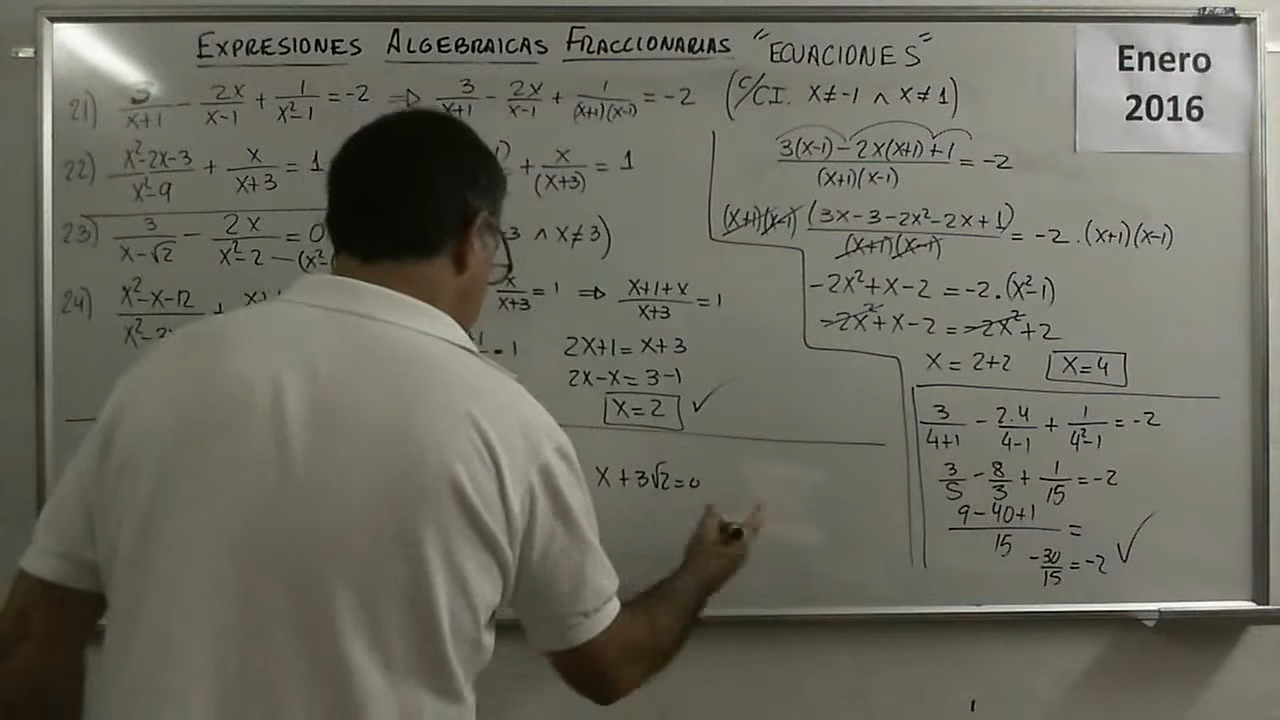 EXPRESIONES ALGEBRAICAS FRACCIONARIAS "ECUACIONES"
Enero
2016
21) 3/(x+1) - 2x/(x-1) + 1/(x²-1) = -2 ⇒ 3/(x+1) - 2x/(x-1) + 1/((x+1)(x-1)) = -2 (C/CI. x≠-1 ∧ x≠1)
22) (x²-2x-3)/(x²-9) + x/(x+3) = 1
+ x/(x+3) = 1
23) 3/(x-√2) - 2x/(x²-2) = 0
∧ x≠3)
24) (x²-x-12)/
x/(x+3) = 1 ⇒ (x+1+x)/(x+3) = 1
2x+1 = x+3
2x-x = 3-1
x=2 ✓
x+3√2=0
(3(x-1) - 2x(x+1) + 1)/((x+1)(x-1)) = -2
(x+1)(x-1) (3x-3-2x²-2x+1)/((x+1)(x-1)) = -2.(x+1)(x-1)
-2x²+x-2 = -2.(x²-1)
-2x²+x-2 = -2x²+2
x = 2+2 x=4
3/(4+1) - 2.4/(4-1) + 1/(4²-1) = -2
3/5 - 8/3 + 1/15 = -2
(9-40+1)/15 =
-30/15 = -2 ✓